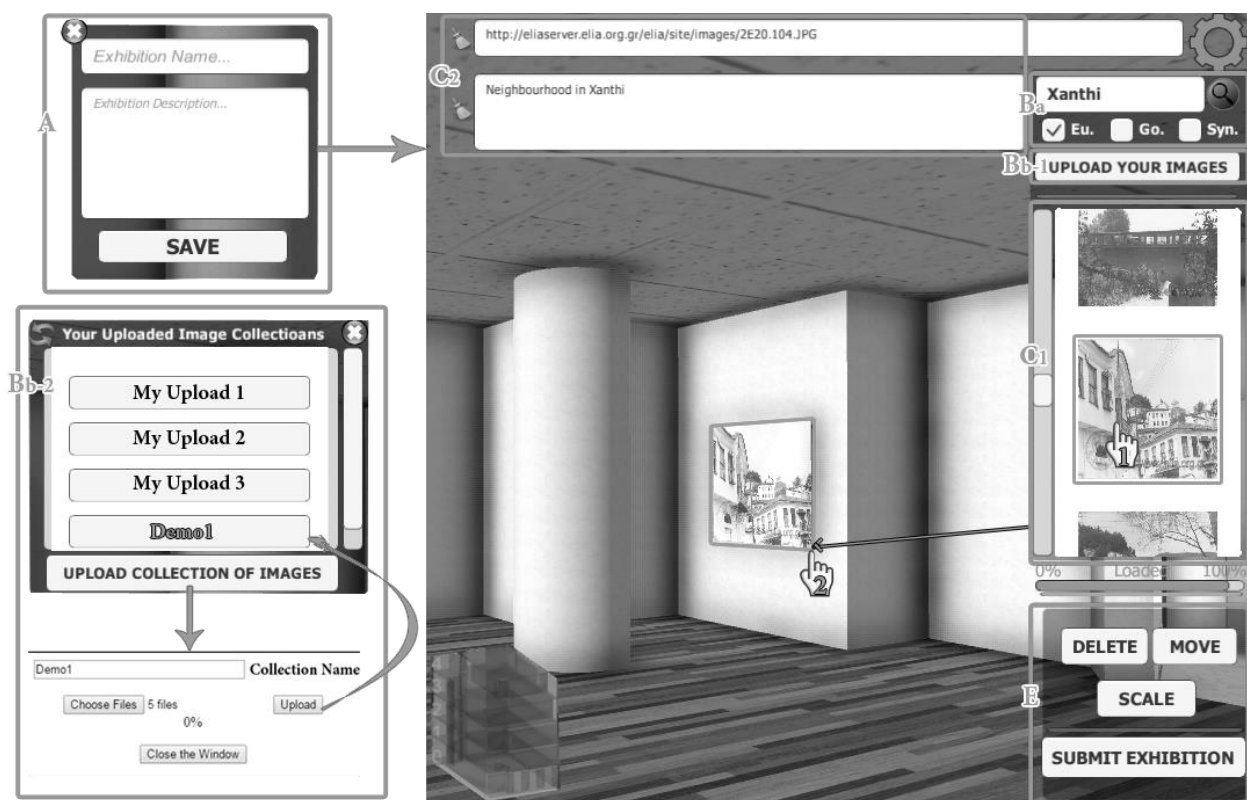 A
Exhibition Name...
Exhibition Description...
SAVE
Bb-2
Your Uploaded Image Collectioans
My Upload 1
My Upload 2
My Upload 3
Demo1
UPLOAD COLLECTION OF IMAGES
Demo1 Collection Name
Choose Files 5 files Upload
0%
Close the Window
C2
http://eliaserver.elia.org.gr/elia/site/images/2E20.104.JPG
Neighbourhood in Xanthi
Ba
Xanthi
Eu. Go. Syn.
Bb-1
UPLOAD YOUR IMAGES
C1
1
2
0% Loaded 100%
E
DELETE MOVE
SCALE
SUBMIT EXHIBITION